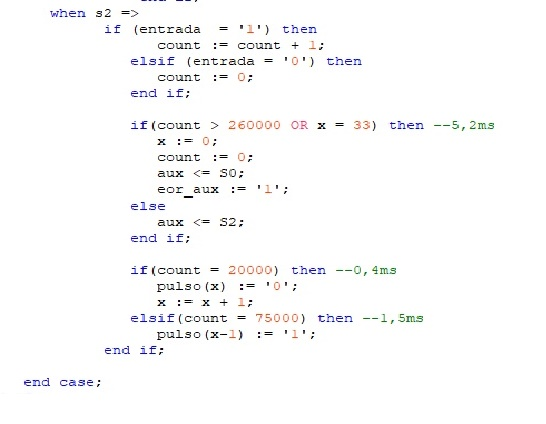 when s2 =>
if (entrada = '1') then
count := count + 1;
elsif (entrada = '0') then
count := 0;
end if;
if(count > 260000 OR x = 33) then --5,2ms
x := 0;
count := 0;
aux <= S0;
eor_aux := '1';
else
aux <= S2;
end if;
if(count = 20000) then --0,4ms
pulso(x) := '0';
x := x + 1;
elsif(count = 75000) then --1,5ms
pulso(x-1) := '1';
end if;
end case;